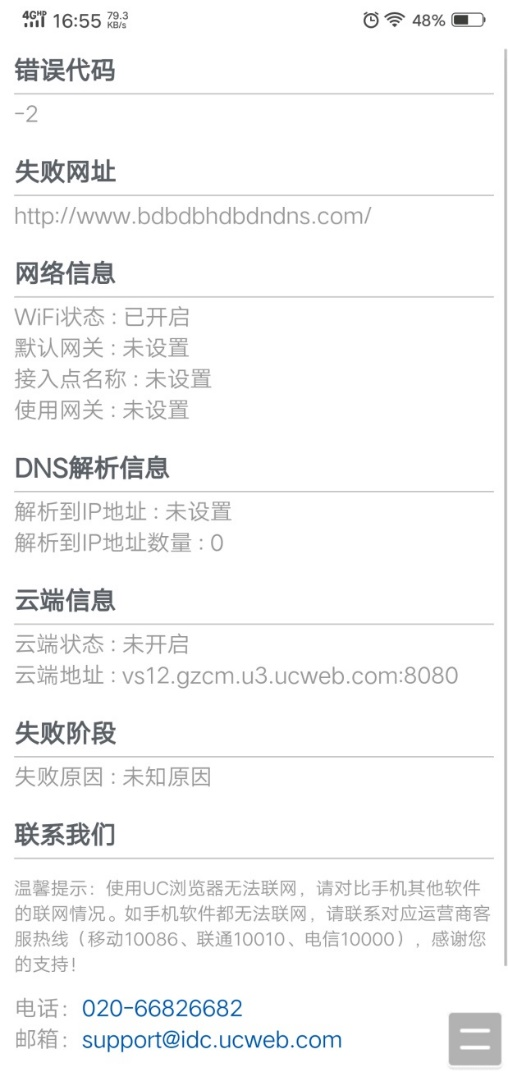 4GHD 16:55 79.3 KB/s 48%
错误代码
-2
失败网址
http://www.bdbdbhdbdndns.com/
网络信息
WiFi状态：已开启
默认网关：未设置
接入点名称：未设置
使用网关：未设置
DNS解析信息
解析到IP地址：未设置
解析到IP地址数量：0
云端信息
云端状态：未开启
云端地址：vs12.gzcm.u3.ucweb.com:8080
失败阶段
失败原因：未知原因
联系我们
温馨提示：使用UC浏览器无法联网，请对比手机其他软件
的联网情况。如手机软件都无法联网，请联系对应运营商客
服热线（移动10086、联通10010、电信10000），感谢您
的支持！
电话：020-66826682
邮箱：support@idc.ucweb.com